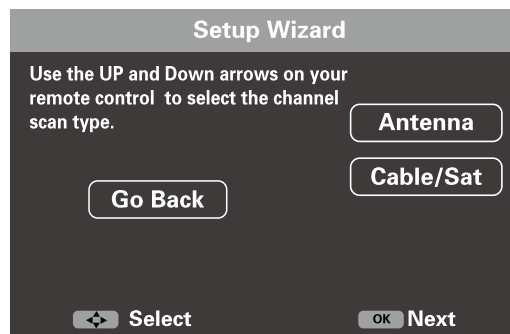 Setup Wizard
Use the UP and Down arrows on your
remote control to select the channel
scan type.
Antenna
Cable/Sat
Go Back
Select
OK Next